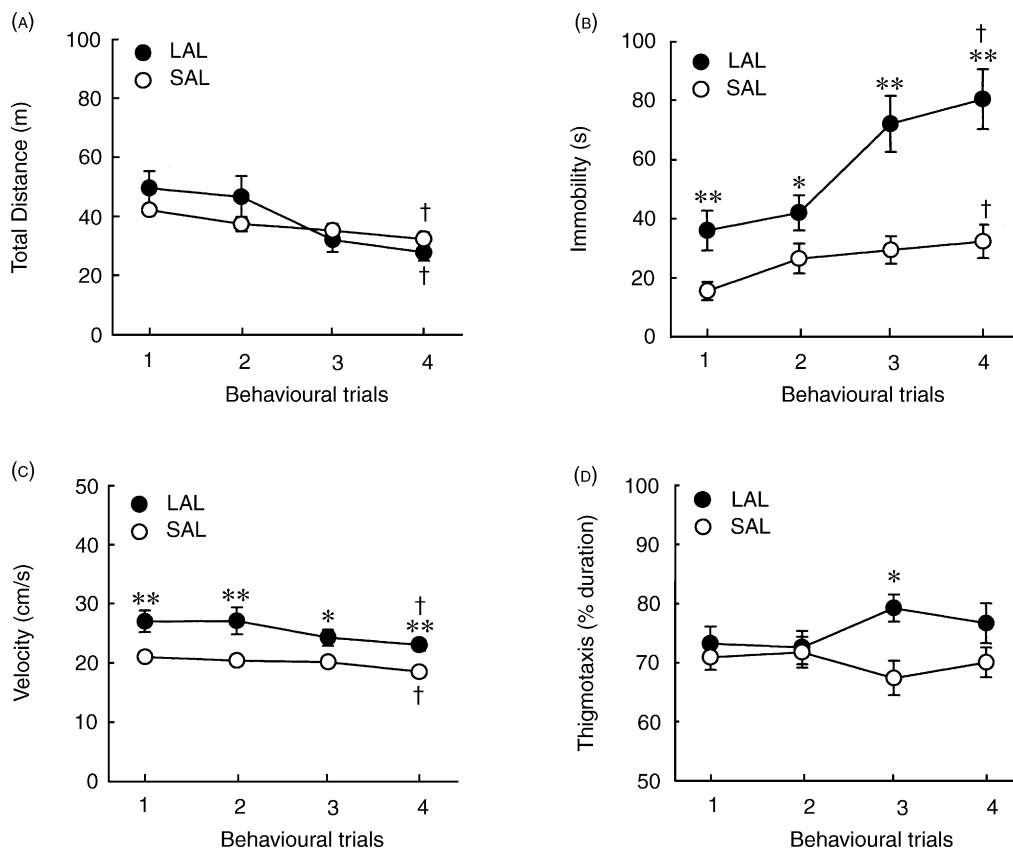 (A)
100
80
60
40
20
0
Total Distance (m)
LAL
SAL
†
†
1 2 3 4
Behavioural trials
(B)
100
80
60
40
20
0
Immobility (s)
LAL
SAL
†
** * ** **
†
1 2 3 4
Behavioural trials
(C)
50
40
30
20
10
0
Velocity (cm/s)
LAL
SAL
†
** ** * **
†
1 2 3 4
Behavioural trials
(D)
100
90
80
70
60
50
Thigmotaxis (% duration)
LAL
SAL
*
1 2 3 4
Behavioural trials